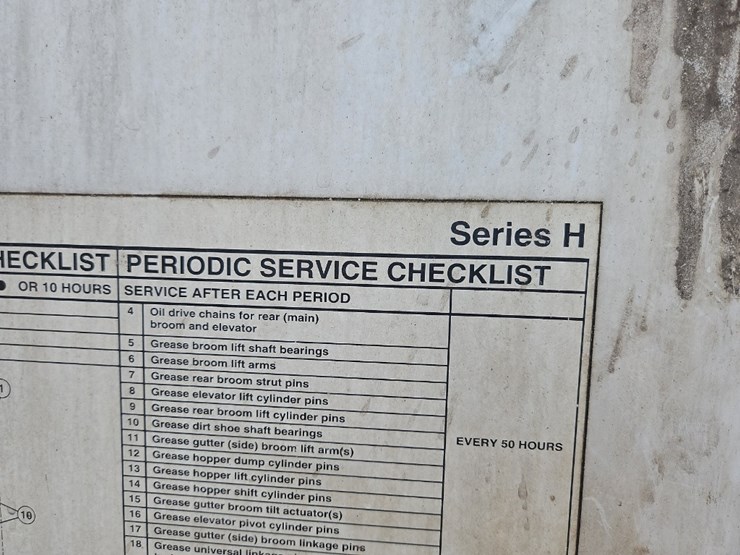 Series H
HECKLIST PERIODIC SERVICE CHECKLIST
OR 10 HOURS SERVICE AFTER EACH PERIOD
4 Oil drive chains for rear (main)
broom and elevator
5 Grease broom lift shaft bearings
6 Grease broom lift arms
7 Grease rear broom strut pins
8 Grease elevator lift cylinder pins
9 Grease rear broom lift cylinder pins
10 Grease dirt shoe shaft bearings
11 Grease gutter (side) broom lift arm(s)
12 Grease hopper dump cylinder pins
13 Grease hopper lift cylinder pins
14 Grease hopper shift cylinder pins
15 Grease gutter broom tilt actuator(s)
16 Grease elevator pivot cylinder pins
17 Grease gutter (side) broom linkage pins
18 Grease universal
EVERY 50 HOURS
1
10